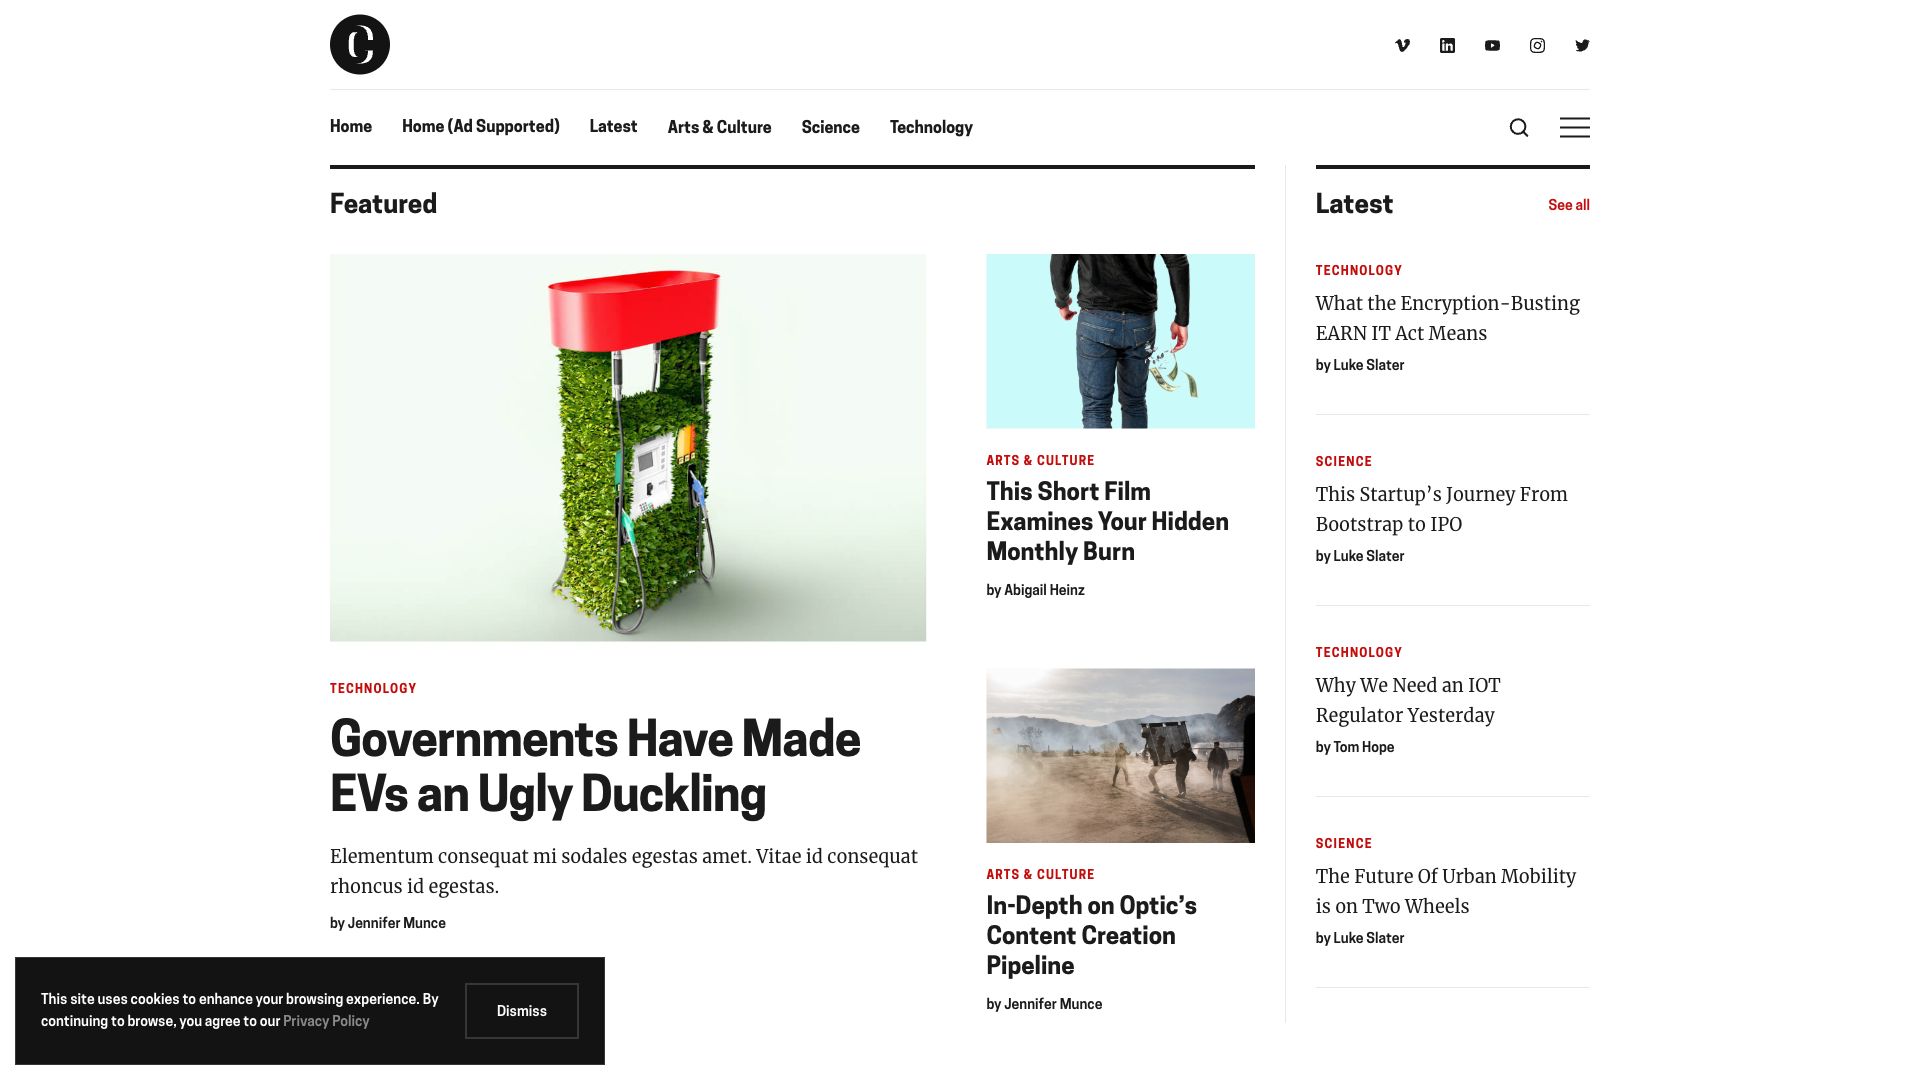 C
Home
Home (Ad Supported)
Latest
Arts & Culture
Science
Technology
Featured
TECHNOLOGY
Governments Have Made
EVs an Ugly Duckling
Elementum consequat mi sodales egestas amet. Vitae id consequat
rhoncus id egestas.
by Jennifer Munce
ARTS & CULTURE
This Short Film
Examines Your Hidden
Monthly Burn
by Abigail Heinz
ARTS & CULTURE
In-Depth on Optic’s
Content Creation
Pipeline
by Jennifer Munce
Latest
See all
TECHNOLOGY
What the Encryption-Busting
EARN IT Act Means
by Luke Slater
SCIENCE
This Startup’s Journey From
Bootstrap to IPO
by Luke Slater
TECHNOLOGY
Why We Need an IOT
Regulator Yesterday
by Tom Hope
SCIENCE
The Future Of Urban Mobility
is on Two Wheels
by Luke Slater
This site uses cookies to enhance your browsing experience. By
continuing to browse, you agree to our Privacy Policy
Dismiss